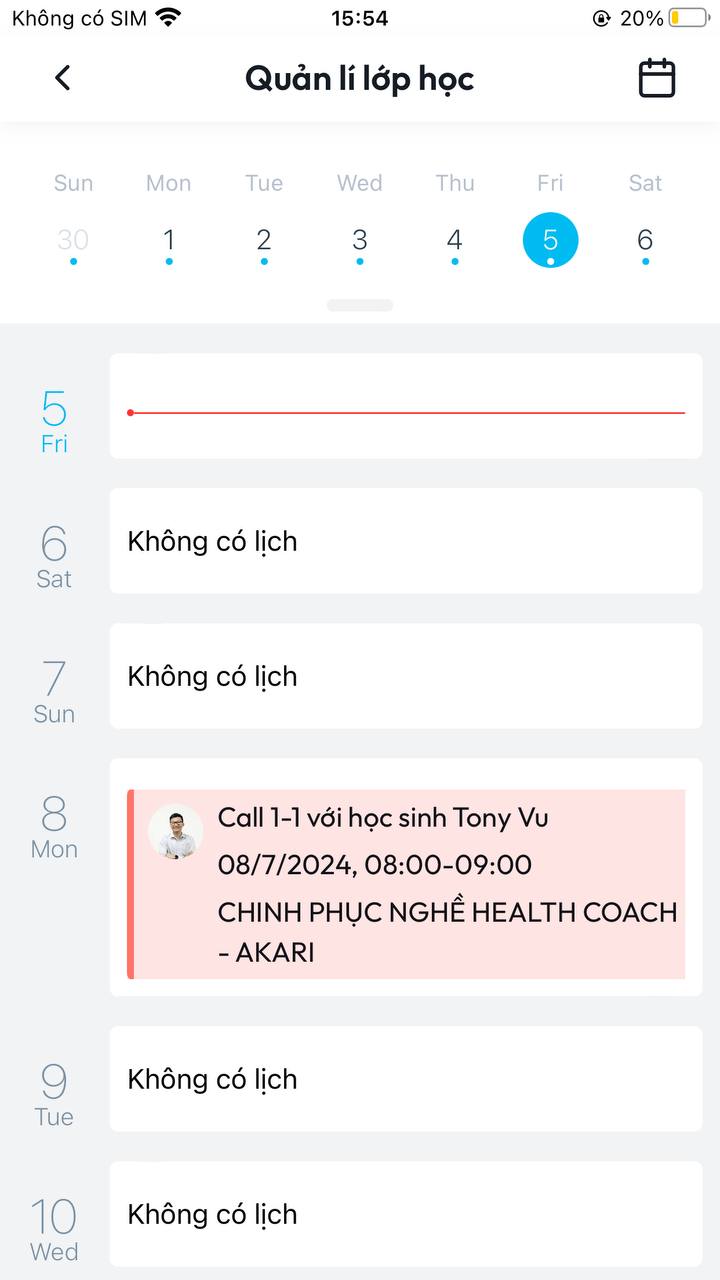 Không có SIM 15:54 20%
Quản lí lớp học
Sun Mon Tue Wed Thu Fri Sat
30 1 2 3 4 5 6
5
Fri
6
Sat
Không có lịch
7
Sun
Không có lịch
8
Mon
Call 1-1 với học sinh Tony Vu
08/7/2024, 08:00-09:00
CHINH PHỤC NGHỀ HEALTH COACH
- AKARI
9
Tue
Không có lịch
10
Wed
Không có lịch